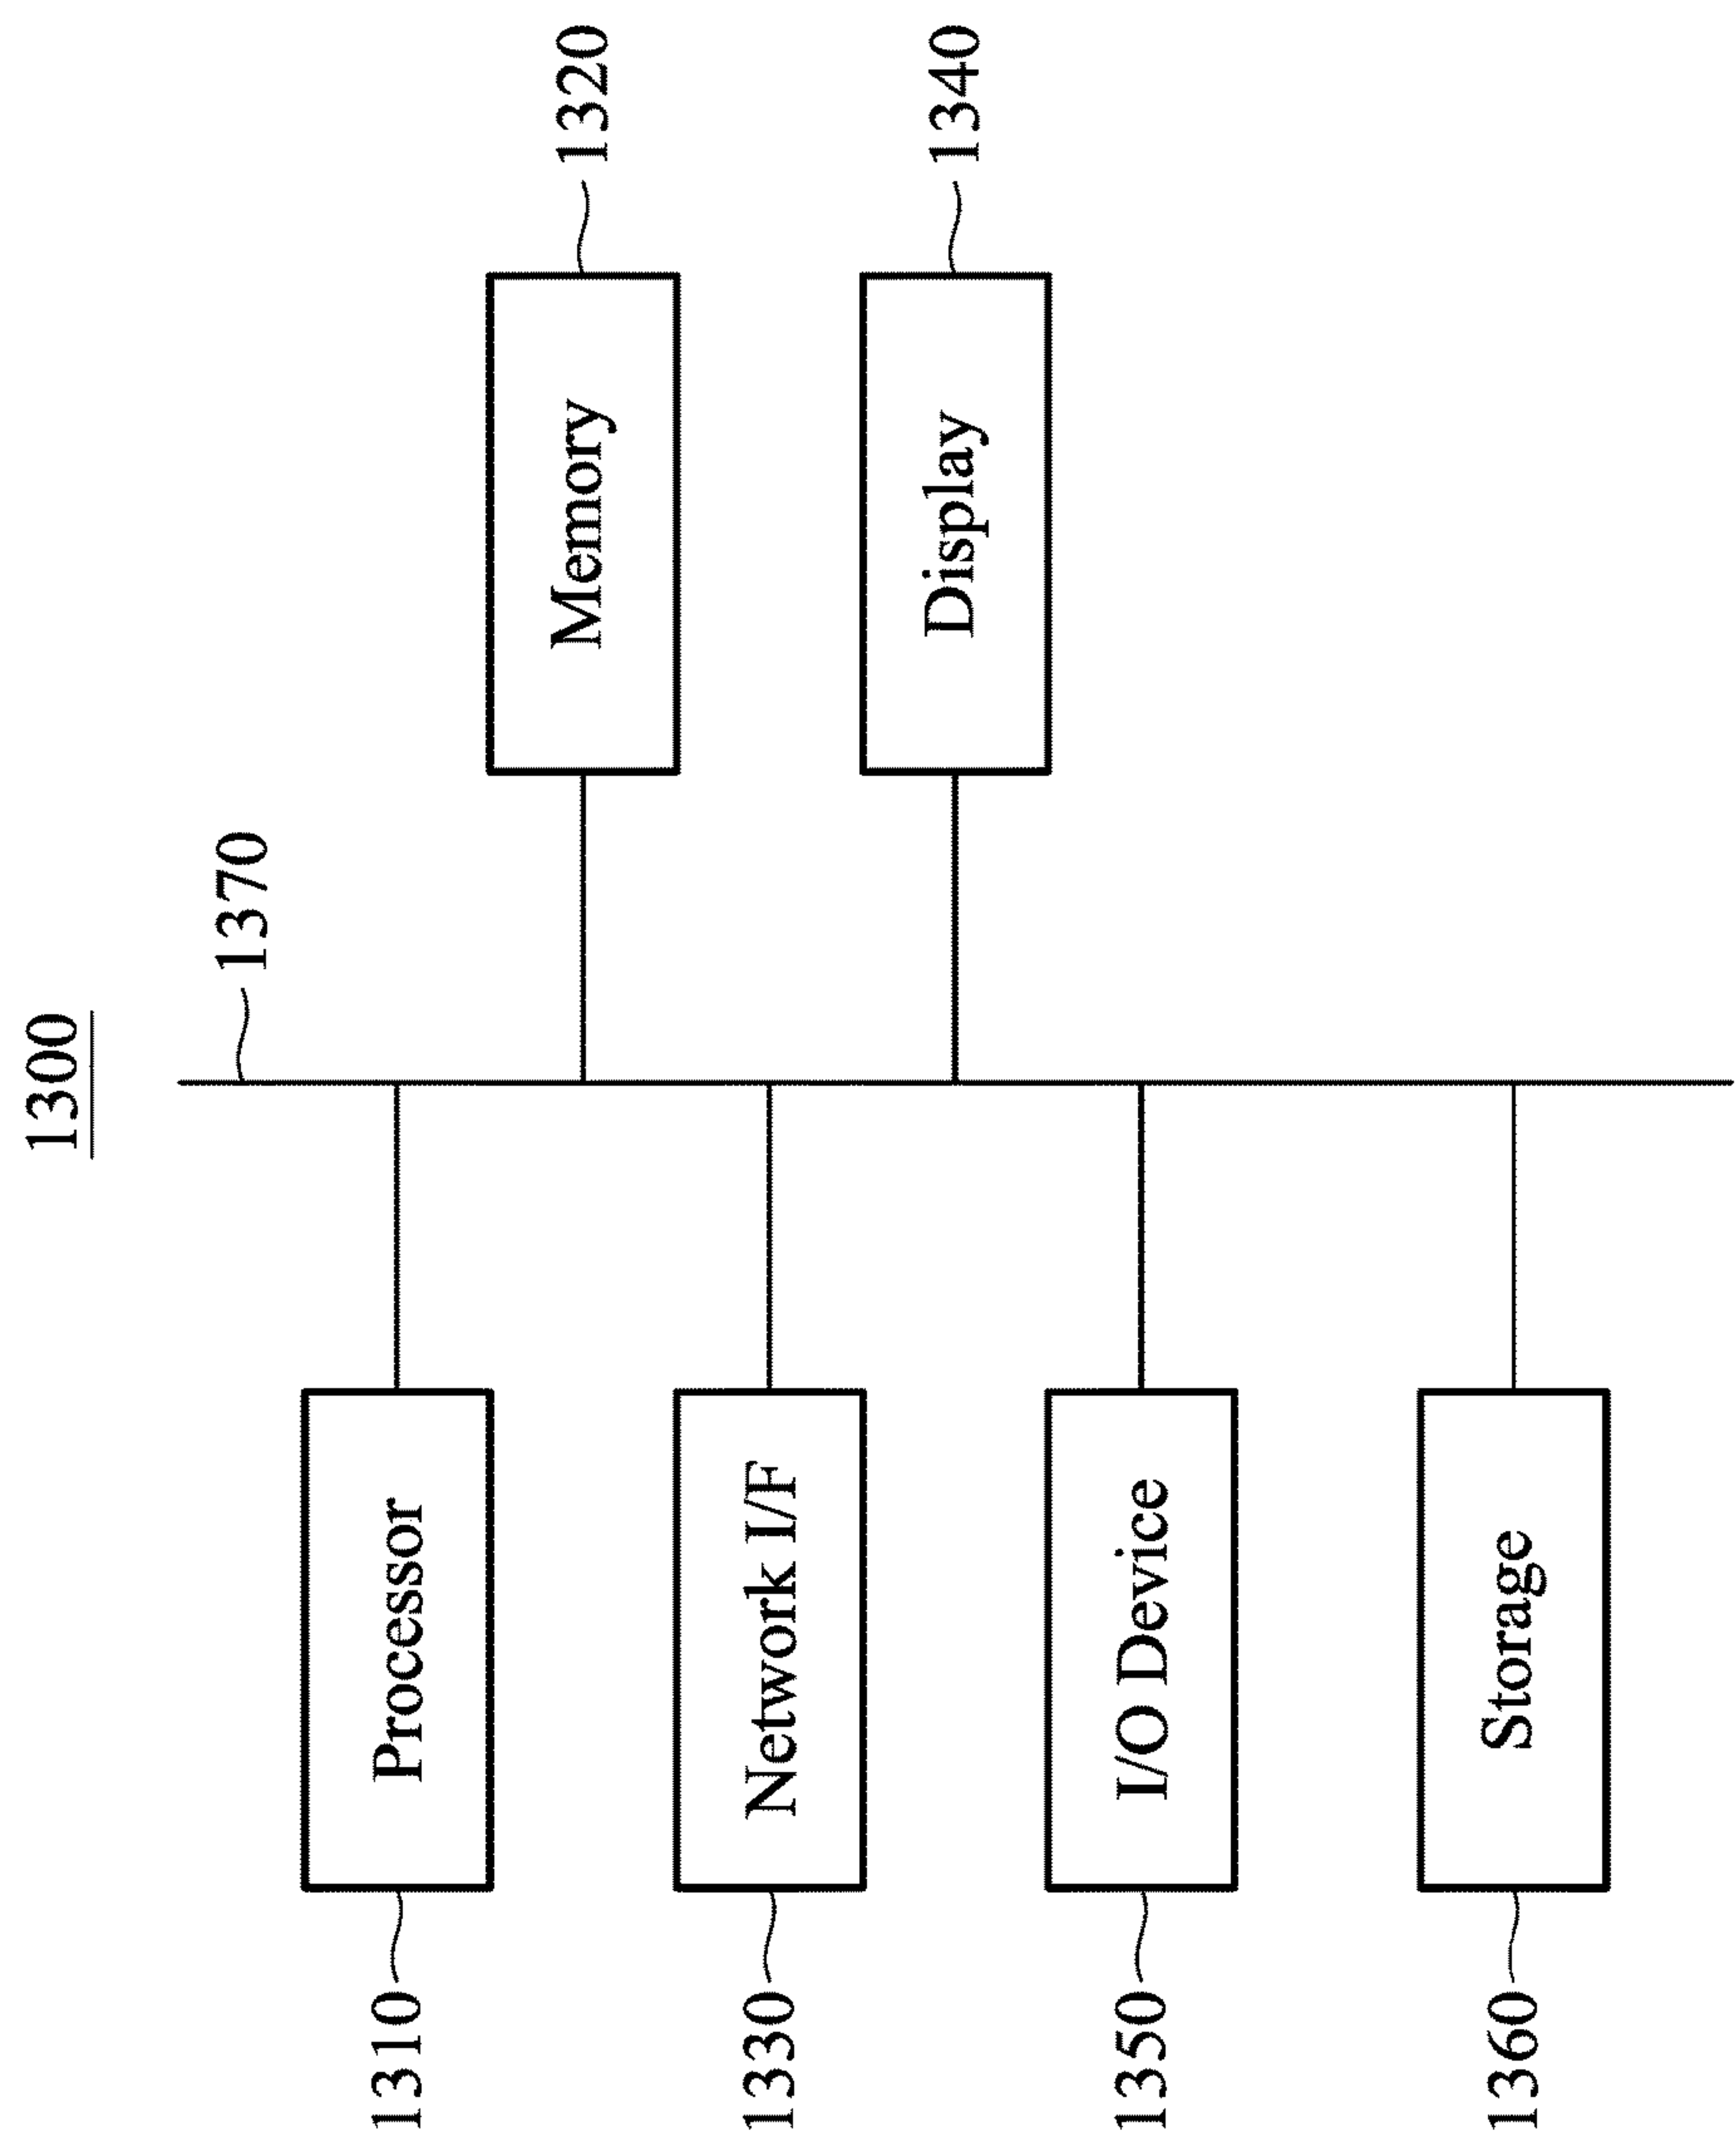 1300
1370
1310
Processor
Memory
1320
1330
Network I/F
Display
1340
1350
I/O Device
1360
Storage